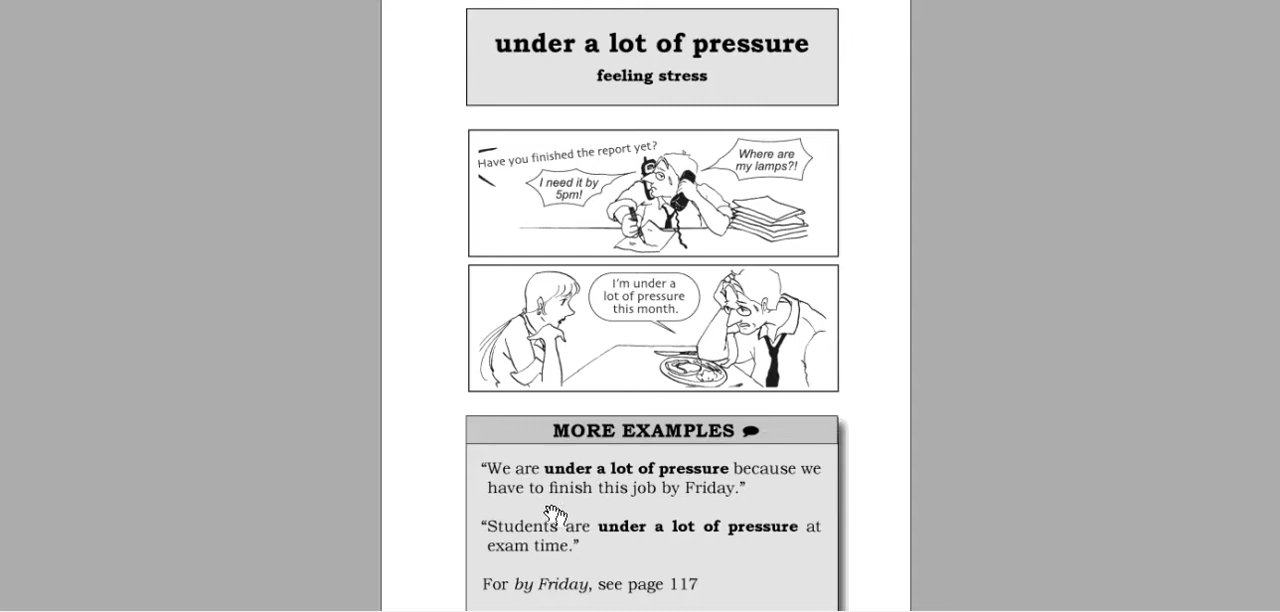 under a lot of pressure
feeling stress
Have you finished the report yet?
I need it by
5pm!
Where are
my lamps?!
I'm under a
lot of pressure
this month.
MORE EXAMPLES
“We are under a lot of pressure because we
have to finish this job by Friday.”
“Students are under a lot of pressure at
exam time.”
For by Friday, see page 117